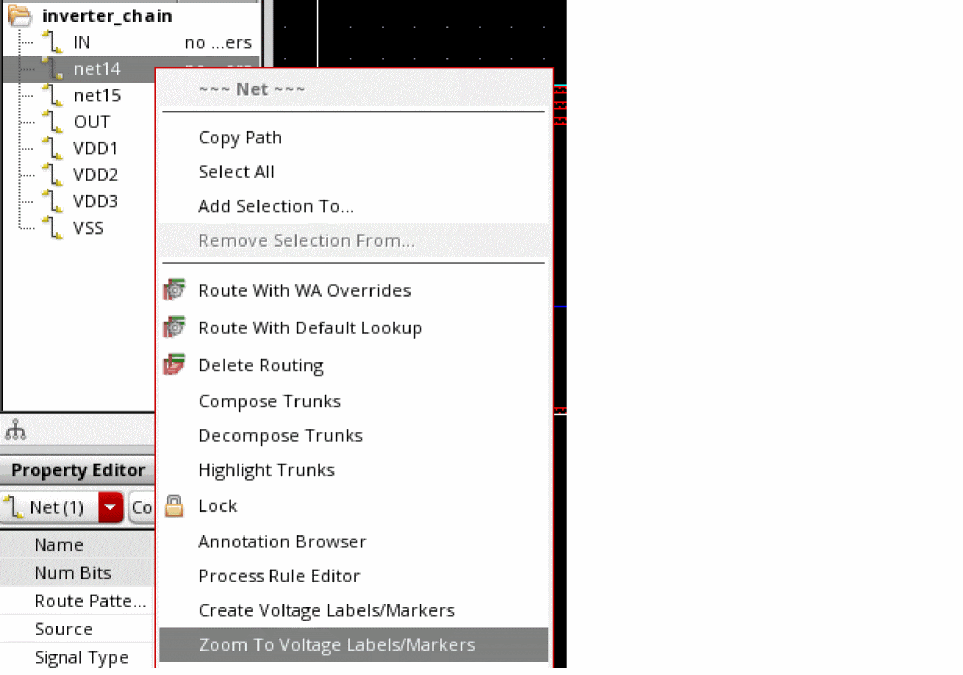 inverter_chain
IN no ...ers
net14
net15
OUT
VDD1
VDD2
VDD3
VSS
~~~ Net ~~~
Copy Path
Select All
Add Selection To...
Remove Selection From...
Route With WA Overrides
Route With Default Lookup
Delete Routing
Compose Trunks
Decompose Trunks
Highlight Trunks
Lock
Annotation Browser
Process Rule Editor
Create Voltage Labels/Markers
Zoom To Voltage Labels/Markers
Property Editor
Net (1) Co
Name
Num Bits
Route Patte...
Source
Signal Type